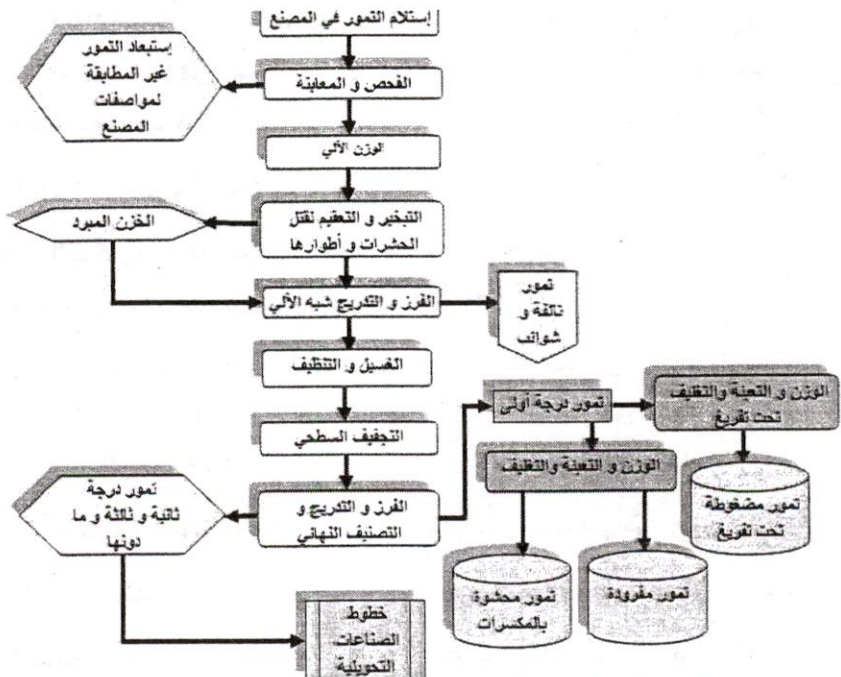 إستلام التمور في المصنع
إستبعاد التمور
غير المطابقة
لمواصفات
المصنع
الفحص و المعاينة
الوزن الألي
التبخير و التعقيم لقتل
الحشرات و أطوارها
الخزن المبرد
الفرز و التدريج شبه الألي
تمور
تالفة و
شوائب
الغسيل و التنظيف
التجفيف السطحي
الفرز و التدريج و
التصنيف النهائي
تمور درجة
ثانية و ثالثة و ما
دونها
خطوط
الصناعات
التحويلية
تمور درجة أولى
الوزن و التعبئة والتغليف
تحت تفريغ
تمور مضغوطة
تحت تفريغ
الوزن و التعبئة والتغليف
تمور مفرودة
تمور محشوة
بالمكسرات